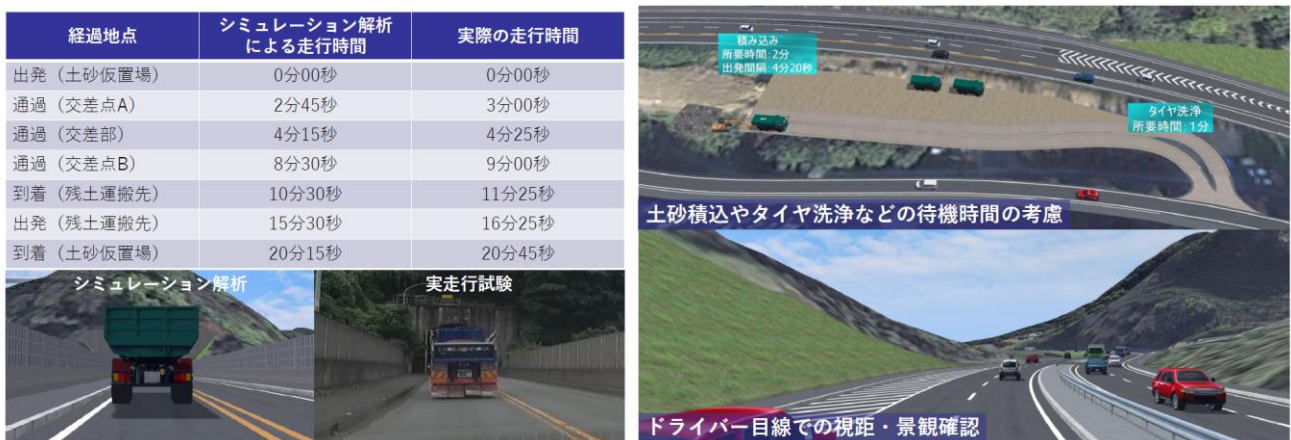 経過地点 シミュレーション解析による走行時間 実際の走行時間
出発（土砂仮置場） 0分00秒 0分00秒
通過（交差点A） 2分45秒 3分00秒
通過（交差部） 4分15秒 4分25秒
通過（交差点B） 8分30秒 9分00秒
到着（残土運搬先） 10分30秒 11分25秒
出発（残土運搬先） 15分30秒 16分25秒
到着（土砂仮置場） 20分15秒 20分45秒
シミュレーション解析
実走行試験
積み込み
所要時間:2分
出発間隔:4分20秒
タイヤ洗浄
所要時間:1分
土砂積込やタイヤ洗浄などの待機時間の考慮
ドライバー目線での視距・景観確認